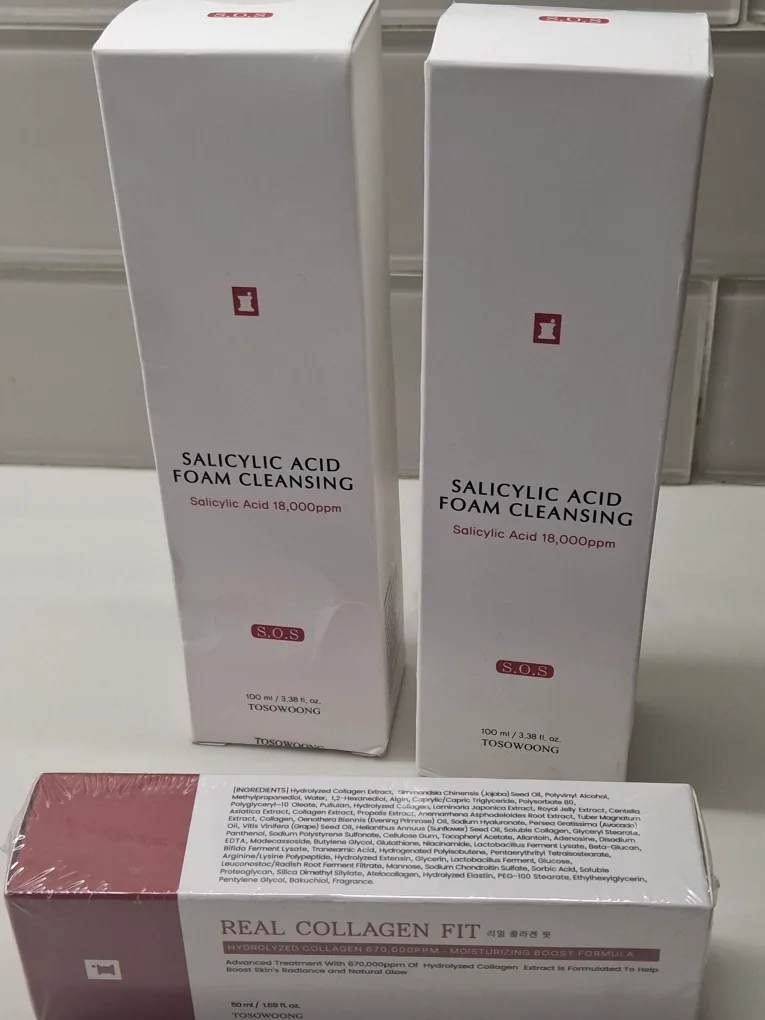 S.O.S
SALICYLIC ACID
FOAM CLEANSING
Salicylic Acid 18,000ppm
S.O.S
100 ml / 3.38 fl. oz.
TOSOWOONG
TOSOWOONG
S.O.S
SALICYLIC ACID
FOAM CLEANSING
Salicylic Acid 18,000ppm
S.O.S
100 ml / 3.38 fl. oz.
TOSOWOONG
[INGREDIENTS] Hydrolyzed Collagen Extract, Simmondsia Chinensis (Jojoba) Seed Oil, Polyvinyl Alcohol,
Methylpropanediol, Water, 1,2-Hexanediol, Algin, Caprylic/Capric Triglyceride, Polysorbate 80,
Polyglyceryl-10 Oleate, Pullulan, Hydrolyzed Collagen, Laminaria Japonica Extract, Royal Jelly Extract, Centella
Asiatica Extract, Collagen Extract, Propolis Extract, Anemarrhena Asphodeloides Root Extract, Tuber Magnatum
Extract, Collagen, Oenothera Biennis (Evening Primrose) Oil, Sodium Hyaluronate, Persea Gratissima (Avocado)
Oil, Vitis Vinifera (Grape) Seed Oil, Helianthus Annuus (Sunflower) Seed Oil, Soluble Collagen, Glyceryl Stearate,
Panthenol, Sodium Polystyrene Sulfonate, Cellulose Gum, Tocopheryl Acetate, Allantoin, Adenosine, Disodium
EDTA, Madecassoside, Butylene Glycol, Glutathione, Niacinamide, Lactobacillus Ferment Lysate, Beta-Glucan,
Bifida Ferment Lysate, Tranexamic Acid, Hydrogenated Polyisobutene, Pentaerythrityl Tetraisostearate,
Arginine/Lysine Polypeptide, Hydrolyzed Extensin, Glycerin, Lactobacillus Ferment, Glucose,
Leuconostoc/Radish Root Ferment Filtrate, Mannose, Sodium Chondroitin Sulfate, Sorbic Acid, Soluble
Proteoglycan, Silica Dimethyl Silylate, Atelocollagen, Hydrolyzed Elastin, PEG-100 Stearate, Ethylhexylglycerin,
Pentylene Glycol, Bakuchiol, Fragrance.
REAL COLLAGEN FIT 리얼 콜라겐 핏
HYDROLYZED COLLAGEN 670,000PPM - MOISTURIZING BOOST FORMULA
Advanced Treatment With 670,000ppm Of Hydrolyzed Collagen Extract Is Formulated To Help
Boost Skin's Radiance and Natural Glow
50 ml / 1.69 fl. oz.
TOSOWOONG